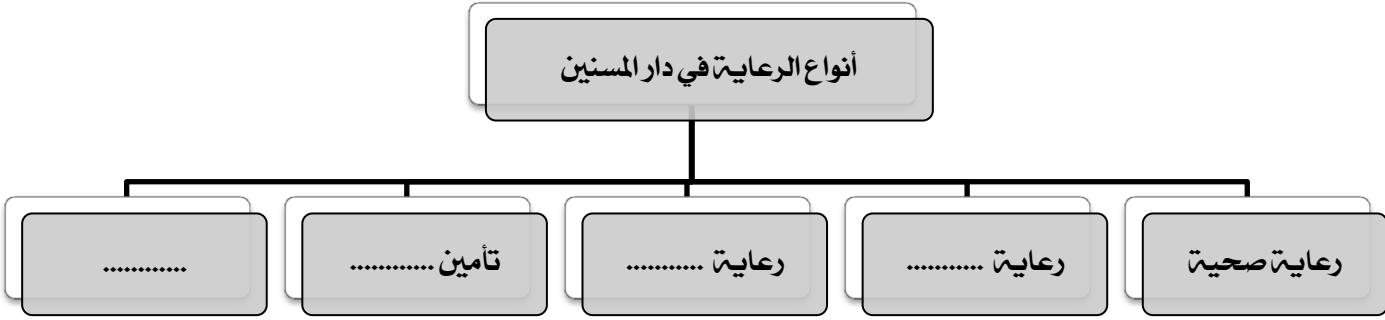 أنواع الرعاية في دار المسنين
رعاية صحية
رعاية ............
رعاية ............
تأمين ............
.............